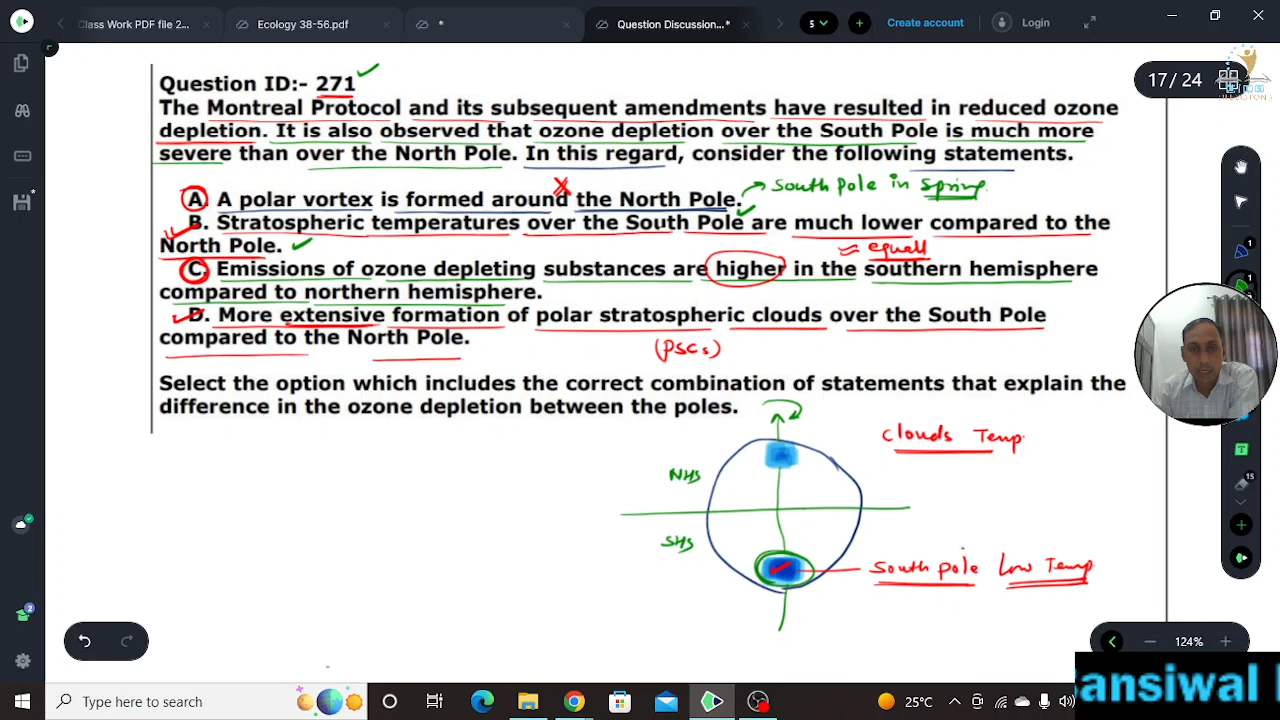 Class Work PDF file 2...
Ecology 38-56.pdf
*
Question Discussion...*
5
Create account
Login
17 / 24
Question ID:- 271
The Montreal Protocol and its subsequent amendments have resulted in reduced ozone
depletion. It is also observed that ozone depletion over the South Pole is much more
severe than over the North Pole. In this regard, consider the following statements.
South pole in spring.
A. A polar vortex is formed around the North Pole.
B. Stratospheric temperatures over the South Pole are much lower compared to the
North Pole.
≈ equall
C. Emissions of ozone depleting substances are higher in the southern hemisphere
compared to northern hemisphere.
D. More extensive formation of polar stratospheric clouds over the South Pole
compared to the North Pole.
(PSCs)
Select the option which includes the correct combination of statements that explain the
difference in the ozone depletion between the poles.
Clouds Temp.
NHS
SHS
South pole Low Temp.
1
1
15
2
124%
ansiwal
Type here to search
25°C